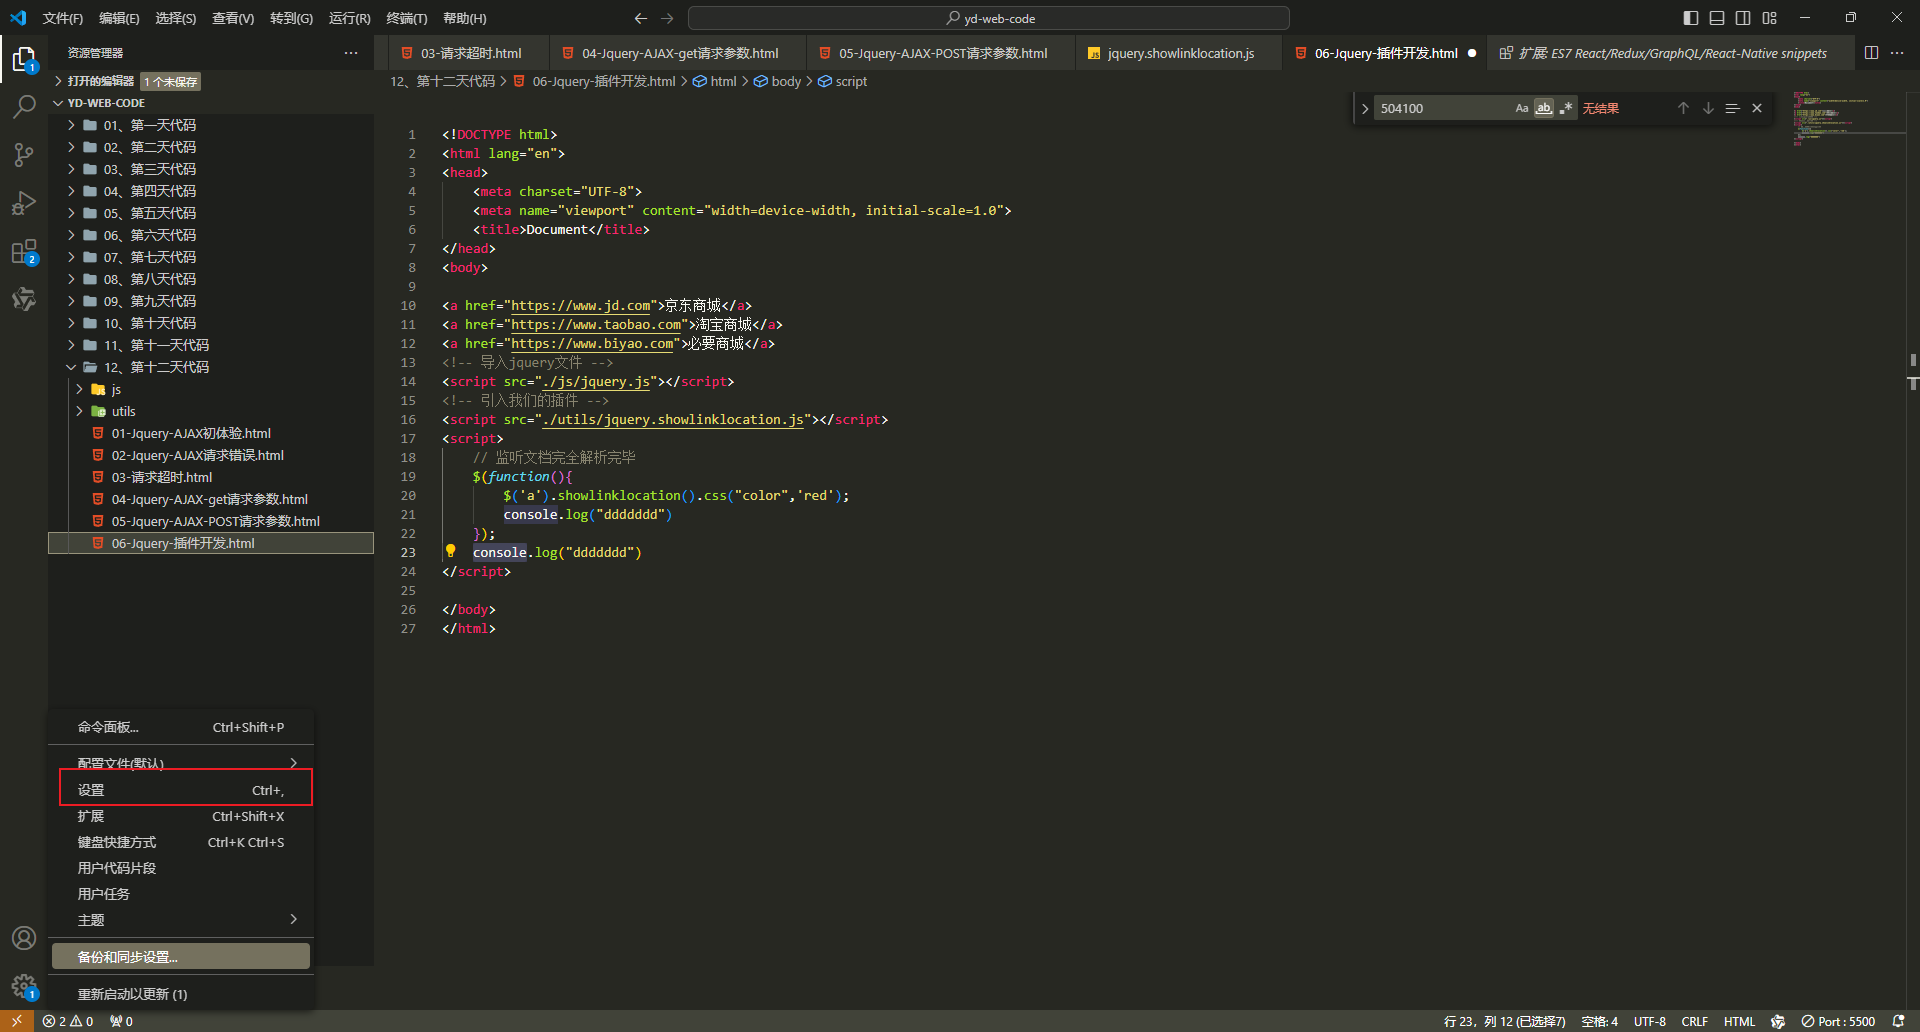 文件(F) 编辑(E) 选择(S) 查看(V) 转到(G) 运行(R) 终端(T) 帮助(H) yd-web-code
资源管理器
03-请求超时.html 04-Jquery-AJAX-get请求参数.html 05-Jquery-AJAX-POST请求参数.html jquery.showlinklocation.js 06-Jquery-插件开发.html 扩展: ES7 React/Redux/GraphQL/React-Native snippets
打开的编辑器 1 个未保存
12、第十二天代码 > 06-Jquery-插件开发.html > html > body > script
YD-WEB-CODE
504100 Aa ab .* 无结果
01、第一天代码
02、第二天代码
03、第三天代码
04、第四天代码
05、第五天代码
06、第六天代码
07、第七天代码
08、第八天代码
09、第九天代码
10、第十天代码
11、第十一天代码
12、第十二天代码
js
utils
01-Jquery-AJAX初体验.html
02-Jquery-AJAX请求错误.html
03-请求超时.html
04-Jquery-AJAX-get请求参数.html
05-Jquery-AJAX-POST请求参数.html
06-Jquery-插件开发.html
1 <!DOCTYPE html>
2 <html lang="en">
3 <head>
4 <meta charset="UTF-8">
5 <meta name="viewport" content="width=device-width, initial-scale=1.0">
6 <title>Document</title>
7 </head>
8 <body>
9
10 <a href="https://www.jd.com">京东商城</a>
11 <a href="https://www.taobao.com">淘宝商城</a>
12 <a href="https://www.biyao.com">必要商城</a>
13 <!-- 导入jquery文件 -->
14 <script src="./js/jquery.js"></script>
15 <!-- 引入我们的插件 -->
16 <script src="./utils/jquery.showlinklocation.js"></script>
17 <script>
18 // 监听文档完全解析完毕
19 $(function(){
20 $('a').showlinklocation().css("color",'red');
21 console.log("ddddddd")
22 });
23 console.log("ddddddd")
24 </script>
25
26 </body>
27 </html>
命令面板... Ctrl+Shift+P
配置文件(默认)
设置 Ctrl+,
扩展 Ctrl+Shift+X
键盘快捷方式 Ctrl+K Ctrl+S
用户代码片段
用户任务
主题
备份和同步设置...
重新启动以更新 (1)
1
2
1
2 0 0 行 23，列 12 (已选择7) 空格: 4 UTF-8 CRLF HTML Port : 5500